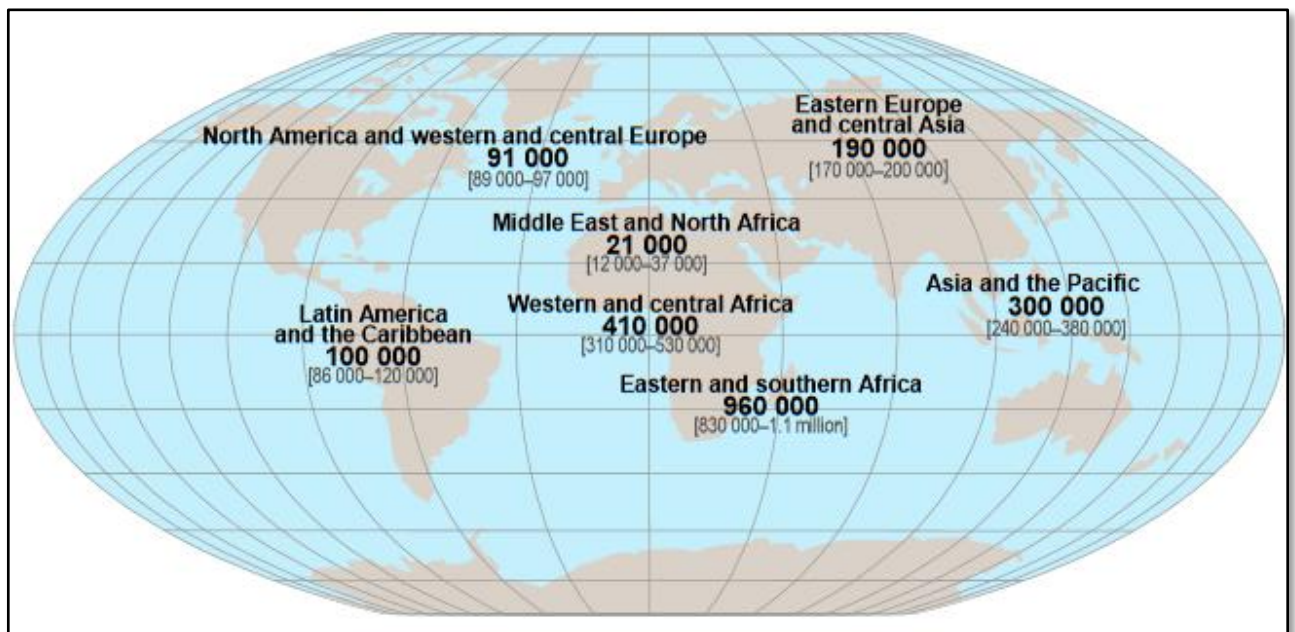 North America and western and central Europe
91 000
[89 000–97 000]
Eastern Europe
and central Asia
190 000
[170 000–200 000]
Middle East and North Africa
21 000
[12 000–37 000]
Western and central Africa
410 000
[310 000–530 000]
Asia and the Pacific
300 000
[240 000–380 000]
Latin America
and the Caribbean
100 000
[86 000–120 000]
Eastern and southern Africa
960 000
[830 000–1.1 million]